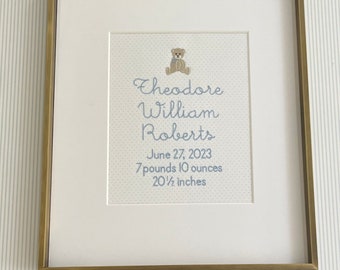 Theodore
William
Roberts
June 27, 2023
7 pounds 10 ounces
20½ inches